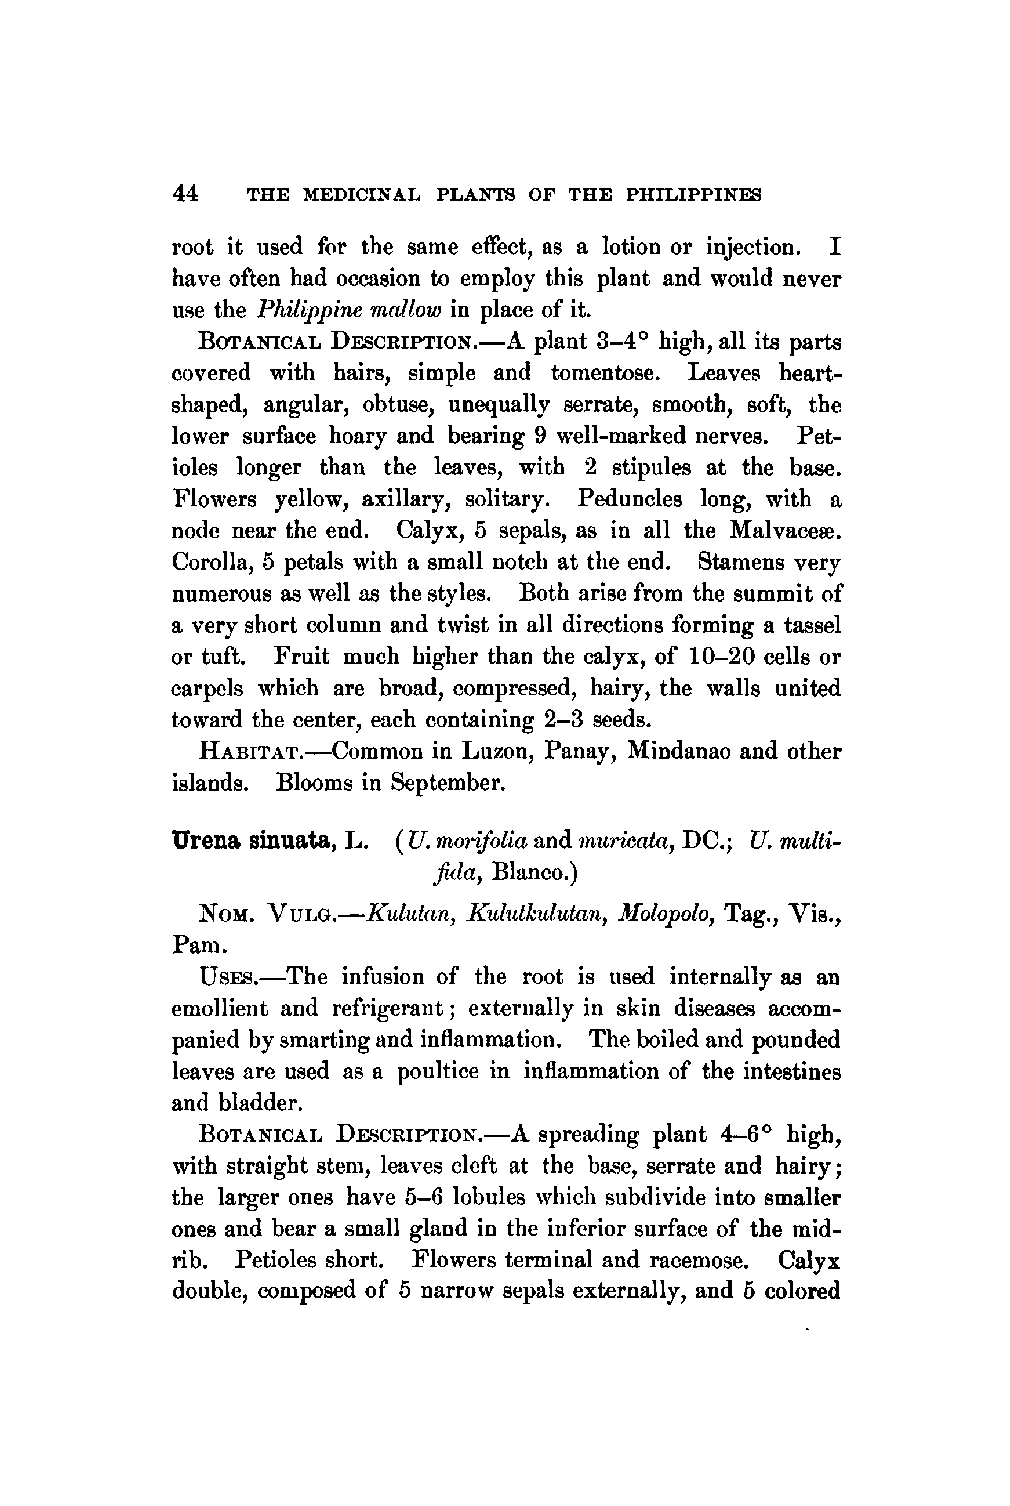 44 THE MEDICINAL PLANTS OF THE PHILIPPINES
root it used for the same effect, as a lotion or injection. I
have often had occasion to employ this plant and would never
use the Philippine mallow in place of it.
BOTANICAL DESCRIPTION.—A plant 3–4° high, all its parts
covered with hairs, simple and tomentose. Leaves heart-
shaped, angular, obtuse, unequally serrate, smooth, soft, the
lower surface hoary and bearing 9 well-marked nerves. Pet-
ioles longer than the leaves, with 2 stipules at the base.
Flowers yellow, axillary, solitary. Peduncles long, with a
node near the end. Calyx, 5 sepals, as in all the Malvaceæ.
Corolla, 5 petals with a small notch at the end. Stamens very
numerous as well as the styles. Both arise from the summit of
a very short column and twist in all directions forming a tassel
or tuft. Fruit much higher than the calyx, of 10–20 cells or
carpels which are broad, compressed, hairy, the walls united
toward the center, each containing 2–3 seeds.
HABITAT.—Common in Luzon, Panay, Mindanao and other
islands. Blooms in September.
Urena sinuata, L. (U. morifolia and muricata, DC.; U. multi-
fida, Blanco.)
NOM. VULG.—Kulutan, Kulutkulutan, Molopolo, Tag., Vis.,
Pam.
USES.—The infusion of the root is used internally as an
emollient and refrigerant; externally in skin diseases accom-
panied by smarting and inflammation. The boiled and pounded
leaves are used as a poultice in inflammation of the intestines
and bladder.
BOTANICAL DESCRIPTION.—A spreading plant 4–6° high,
with straight stem, leaves cleft at the base, serrate and hairy;
the larger ones have 5–6 lobules which subdivide into smaller
ones and bear a small gland in the inferior surface of the mid-
rib. Petioles short. Flowers terminal and racemose. Calyx
double, composed of 5 narrow sepals externally, and 5 colored